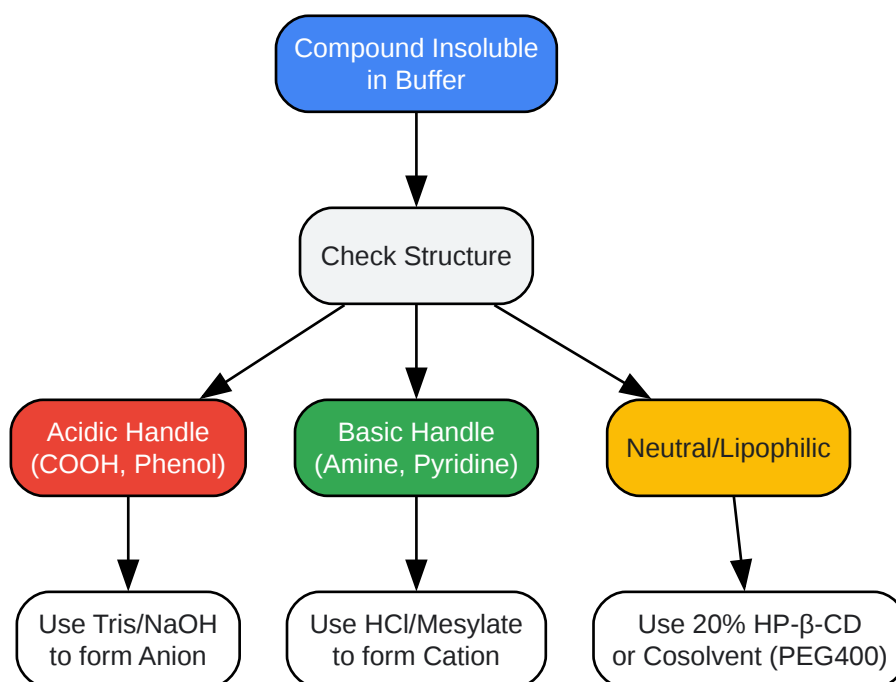 Compound Insoluble
in Buffer
Check Structure
Acidic Handle
(COOH, Phenol)
Basic Handle
(Amine, Pyridine)
Neutral/Lipophilic
Use Tris/NaOH
to form Anion
Use HCl/Mesylate
to form Cation
Use 20% HP-β-CD
or Cosolvent (PEG400)